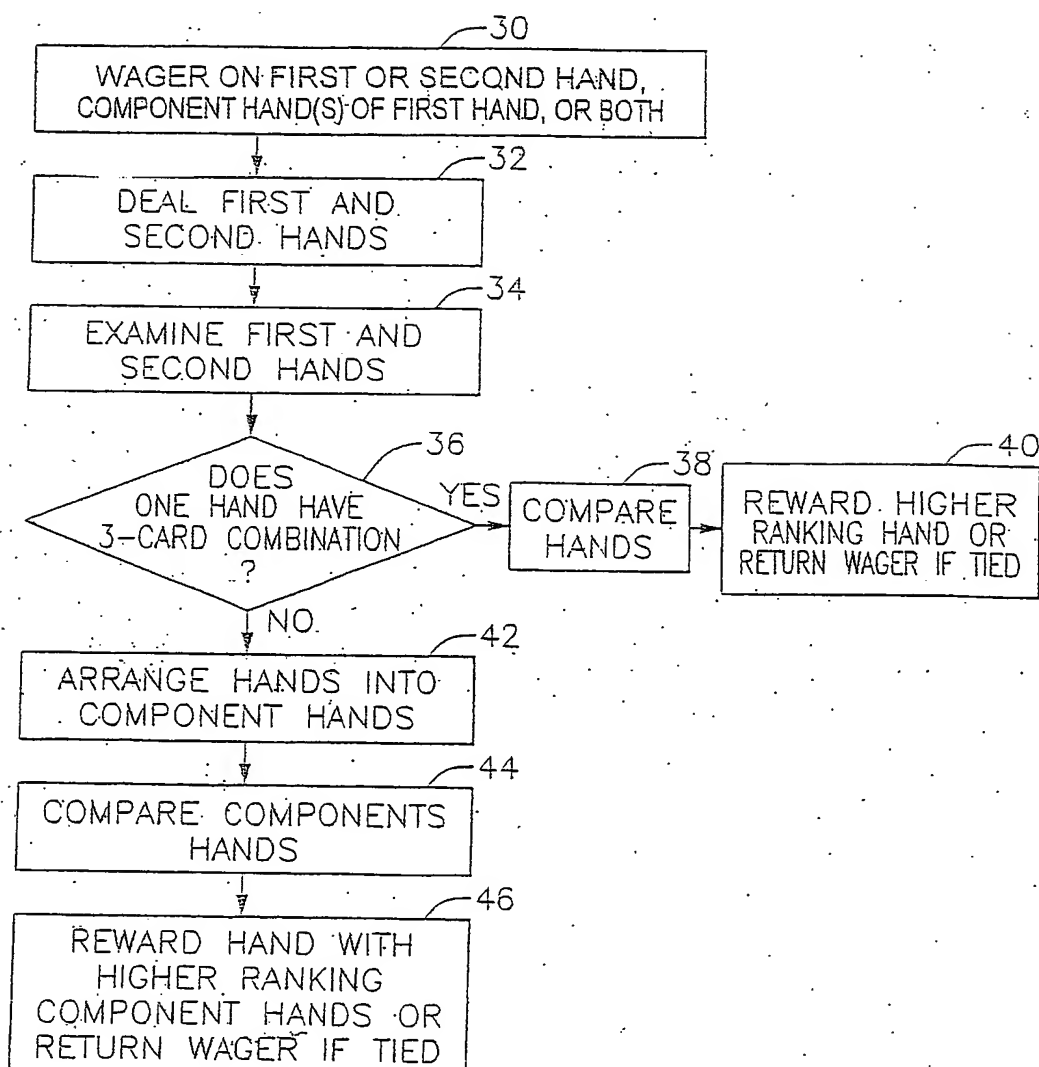 30
WAGER ON FIRST OR SECOND HAND,
COMPONENT HAND(S) OF FIRST HAND, OR BOTH
32
DEAL FIRST AND
SECOND HANDS
34
EXAMINE FIRST AND
SECOND HANDS
36
DOES
ONE HAND HAVE
3-CARD COMBINATION
?
YES
38
COMPARE
HANDS
40
REWARD HIGHER
RANKING HAND OR
RETURN WAGER IF TIED
NO
42
ARRANGE HANDS INTO
COMPONENT HANDS
44
COMPARE COMPONENTS
HANDS
46
REWARD HAND WITH
HIGHER RANKING
COMPONENT HANDS OR
RETURN WAGER IF TIED